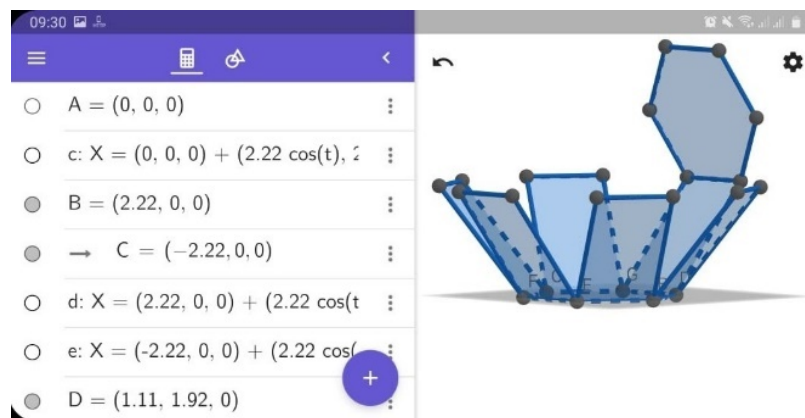 09:30
A = (0, 0, 0)
c: X = (0, 0, 0) + (2.22 cos(t), 2
B = (2.22, 0, 0)
→ C = (−2.22, 0, 0)
d: X = (2.22, 0, 0) + (2.22 cos(t
e: X = (-2.22, 0, 0) + (2.22 cos(
+
D = (1.11, 1.92, 0)
F C E G D